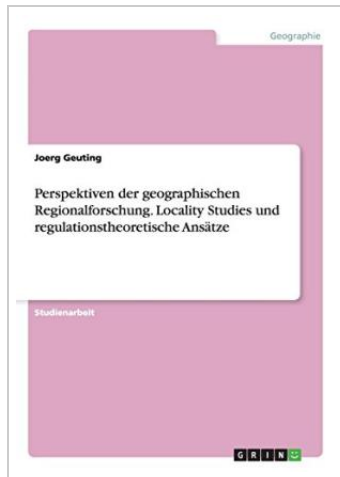 Geographie
Joerg Geuting
Perspektiven der geographischen
Regionalforschung. Locality Studies und
regulationstheoretische Ansätze
Studienarbeit
GRIN